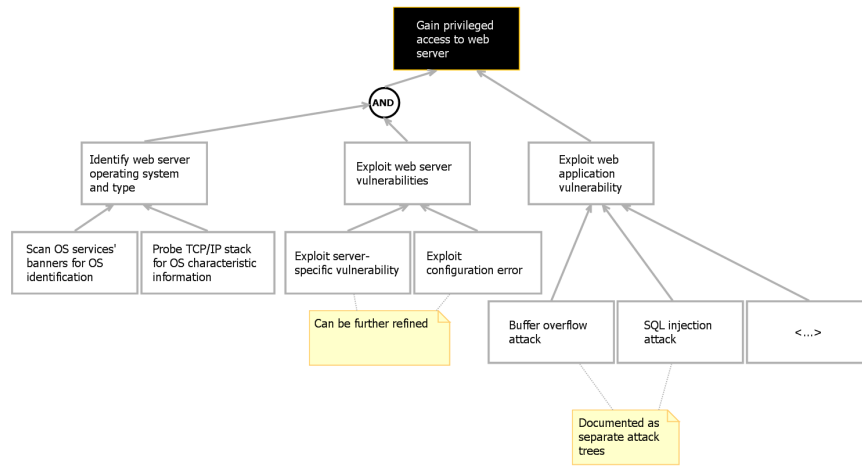 Gain privileged
access to web
server
AND
Identify web server
operating system
and type
Exploit web server
vulnerabilities
Exploit web
application
vulnerability
Scan OS services'
banners for OS
identification
Probe TCP/IP stack
for OS characteristic
information
Exploit server-
specific vulnerability
Exploit
configuration error
Can be further refined
Buffer overflow
attack
SQL injection
attack
<...>
Documented as
separate attack
trees